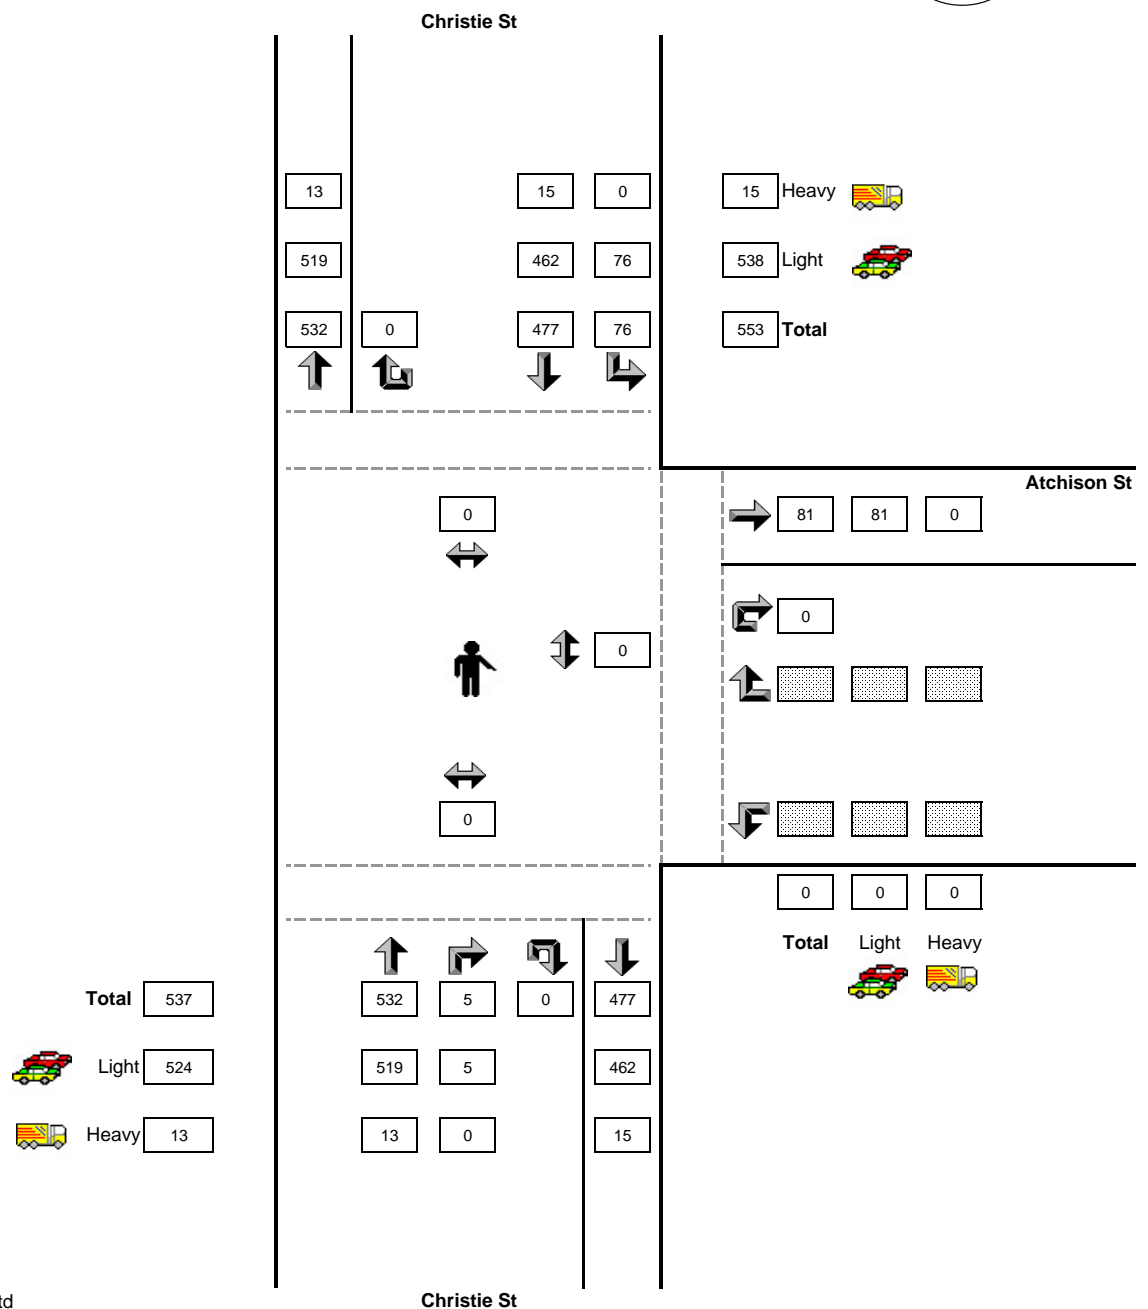 Christie St
13 15 0 15 Heavy
519 462 76 538 Light
532 0 477 76 553 Total
Atchison St
0 81 81 0
0
0
0
0 0 0
Total Light Heavy
Total 537 532 5 0 477
Light 524 519 5 462
Heavy 13 13 0 15
td Christie St